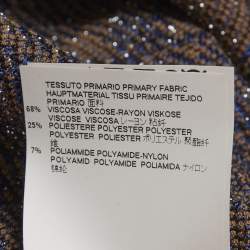 TESSUTO PRIMARIO PRIMARY FABRIC
HAUPTMATERIAL TISSU PRIMAIRE TEJIDO
PRIMARIO 面料
68% VISCOSA VISCOSE-RAYON VISKOSE
VISCOSE VISCOSA レーヨン 粘纤
25% POLIESTERE POLYESTER POLYESTER
POLYESTER POLIESTER ポリエステル 聚酯纤
维
7% POLIAMMIDE POLYAMIDE-NYLON
POLYAMID POLYAMIDE POLIAMIDA ナイロン
锦纶